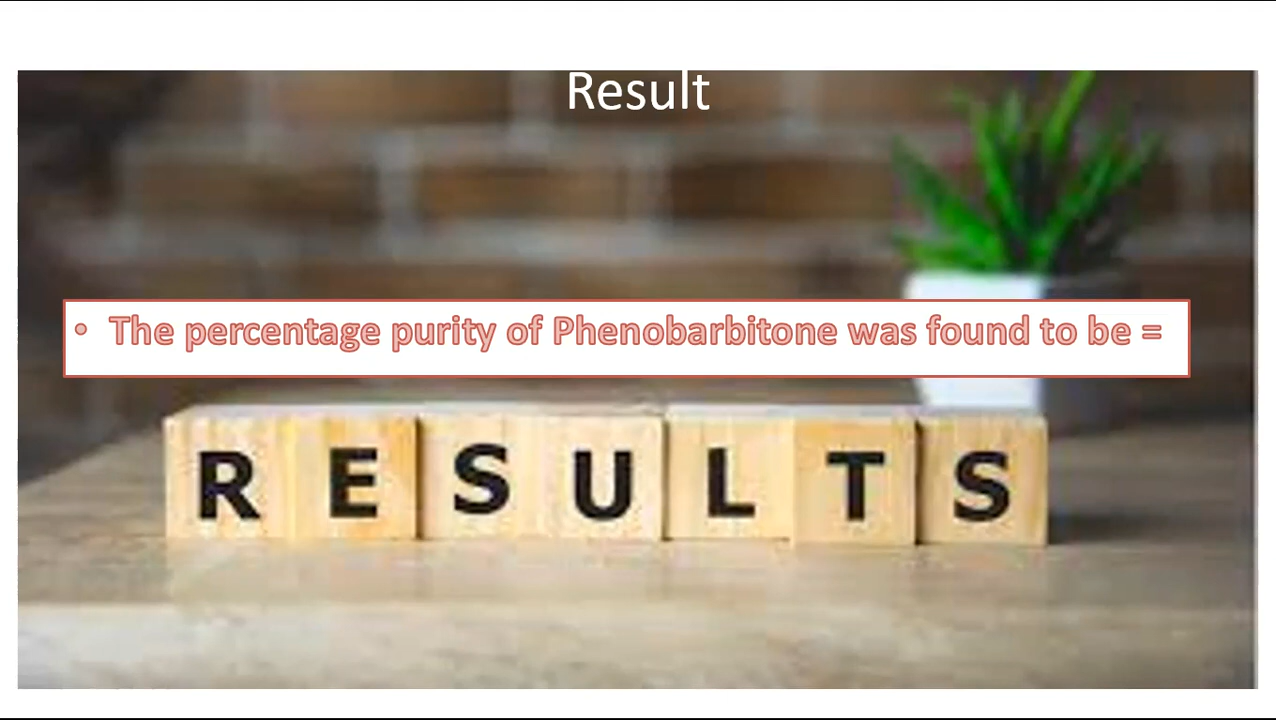 Result
• The percentage purity of Phenobarbitone was found to be =
RESULTS